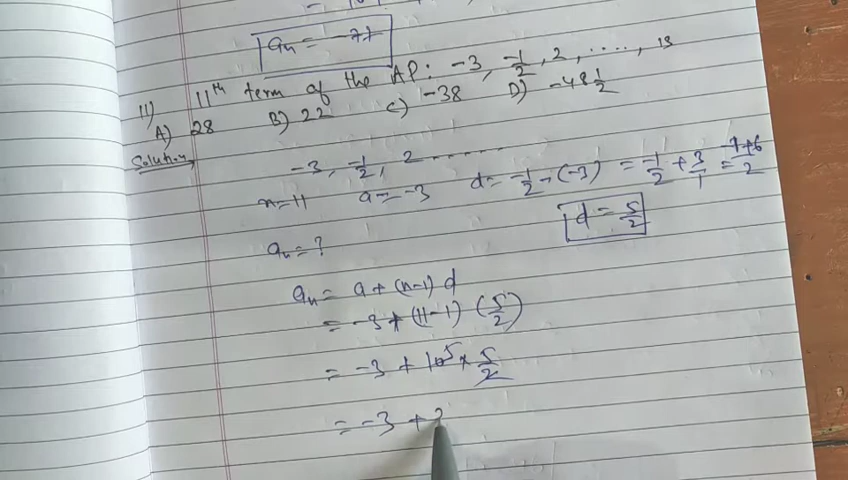 aₙ = -77
11) 11th term of the AP: -3, -1/2, 2, ...., is
A) 28 B) 22 C) -38 D) -48 1/2
Solution,
-3, -1/2, 2 ......
n=11 a=-3 d= -1/2 - (-3) = -1/2 + 3/1 = -1+6/2
d = 5/2
aₙ = ?
aₙ = a + (n-1) d
= -3 + (11-1) (5/2)
= -3 + 10 5 × 5/2
= -3 + 2